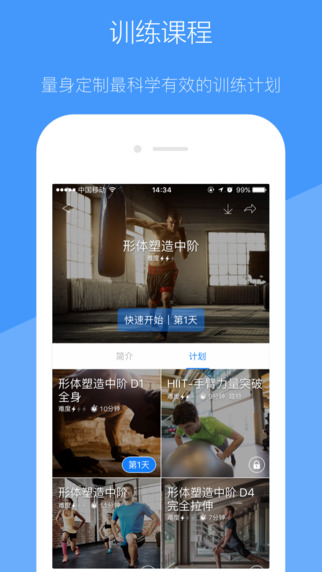 训练课程
量身定制最科学有效的训练计划
中国移动
14:34
99%
形体塑造中阶
难度
快速开始 | 第1天
简介
计划
形体塑造中阶 D1
全身
难度 10分钟
第1天
HIIT-手臂力量突破
难度
形体塑造中阶
难度
形体塑造中阶 D4
完全拉伸
难度